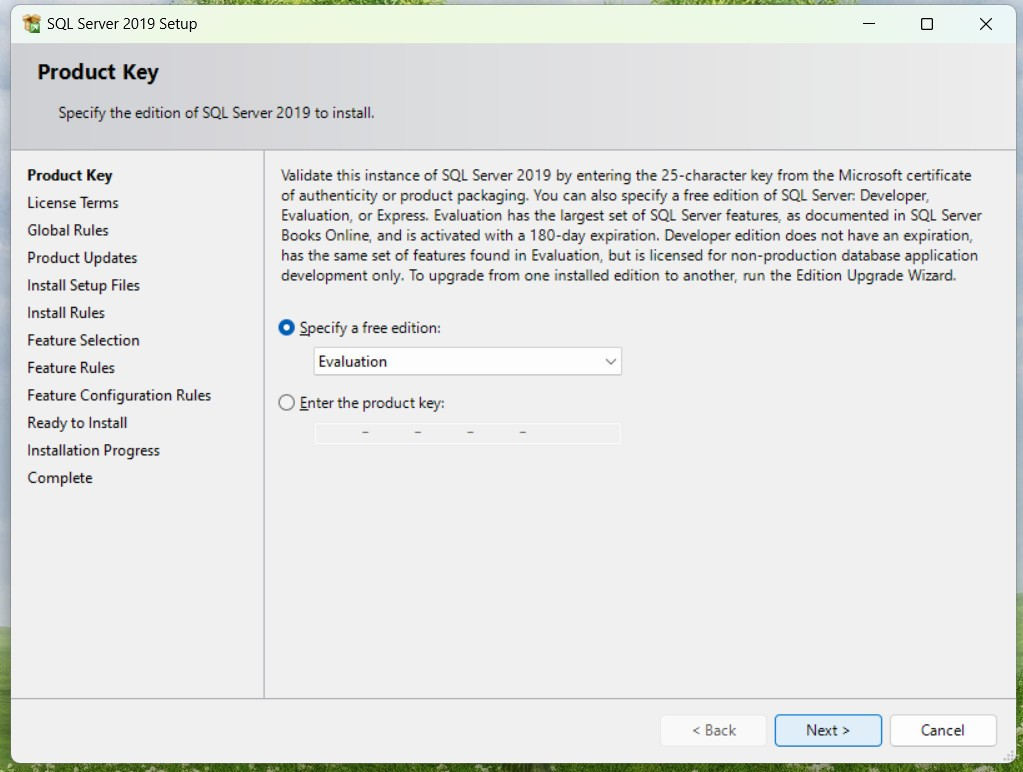 SQL Server 2019 Setup
Product Key
Specify the edition of SQL Server 2019 to install.
Product Key
License Terms
Global Rules
Product Updates
Install Setup Files
Install Rules
Feature Selection
Feature Rules
Feature Configuration Rules
Ready to Install
Installation Progress
Complete
Validate this instance of SQL Server 2019 by entering the 25-character key from the Microsoft certificate
of authenticity or product packaging. You can also specify a free edition of SQL Server: Developer,
Evaluation, or Express. Evaluation has the largest set of SQL Server features, as documented in SQL Server
Books Online, and is activated with a 180-day expiration. Developer edition does not have an expiration,
has the same set of features found in Evaluation, but is licensed for non-production database application
development only. To upgrade from one installed edition to another, run the Edition Upgrade Wizard.
Specify a free edition:
Evaluation
Enter the product key:
- - - -
< Back
Next >
Cancel